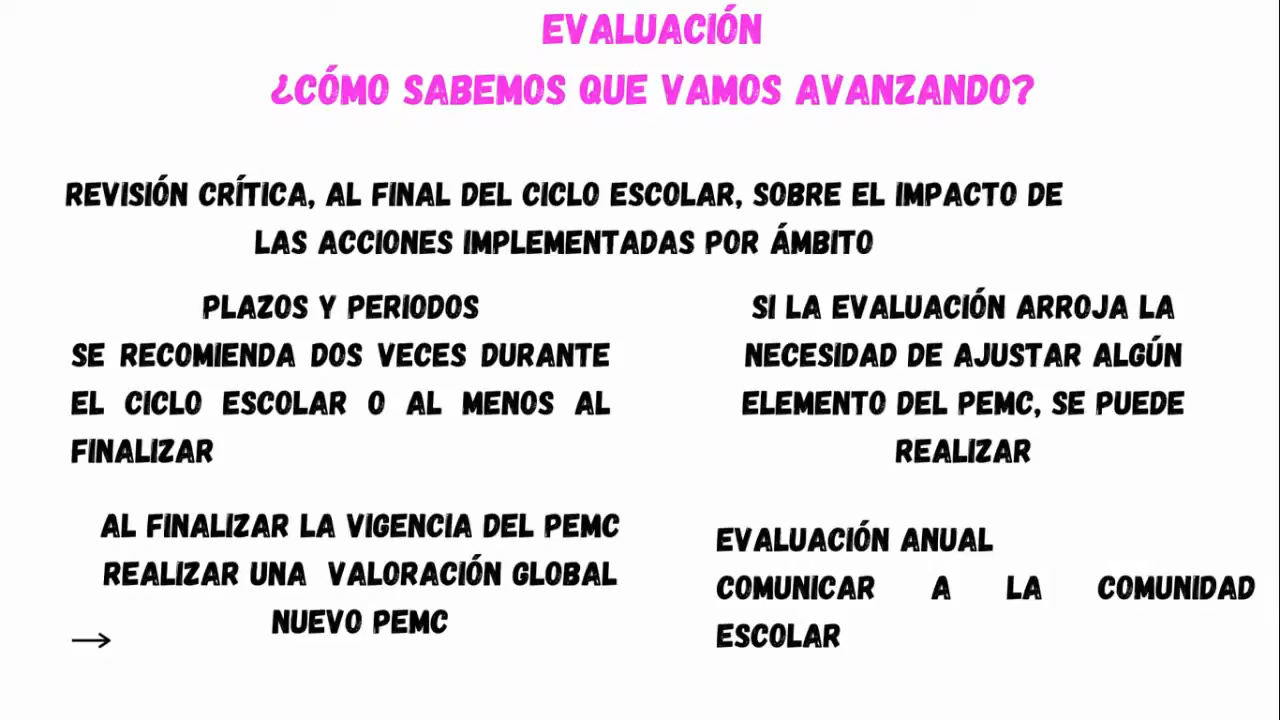 EVALUACIÓN
¿CÓMO SABEMOS QUE VAMOS AVANZANDO?
REVISIÓN CRÍTICA, AL FINAL DEL CICLO ESCOLAR, SOBRE EL IMPACTO DE
LAS ACCIONES IMPLEMENTADAS POR ÁMBITO
PLAZOS Y PERIODOS
SE RECOMIENDA DOS VECES DURANTE
EL CICLO ESCOLAR O AL MENOS AL
FINALIZAR
SI LA EVALUACIÓN ARROJA LA
NECESIDAD DE AJUSTAR ALGÚN
ELEMENTO DEL PEMC, SE PUEDE
REALIZAR
AL FINALIZAR LA VIGENCIA DEL PEMC
REALIZAR UNA VALORACIÓN GLOBAL
NUEVO PEMC
EVALUACIÓN ANUAL
COMUNICAR A LA COMUNIDAD
ESCOLAR